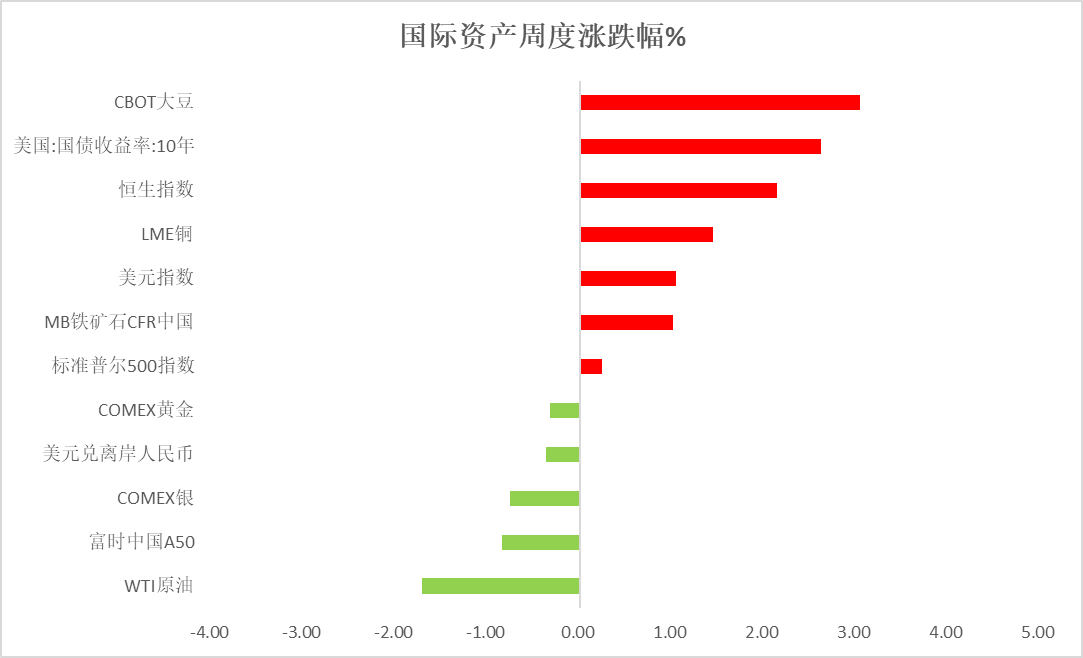 国际资产周度涨跌幅%
CBOT大豆
美国:国债收益率:10年
恒生指数
LME铜
美元指数
MB铁矿石CFR中国
标准普尔500指数
COMEX黄金
美元兑离岸人民币
COMEX银
富时中国A50
WTI原油
-4.00 -3.00 -2.00 -1.00 0.00 1.00 2.00 3.00 4.00 5.00